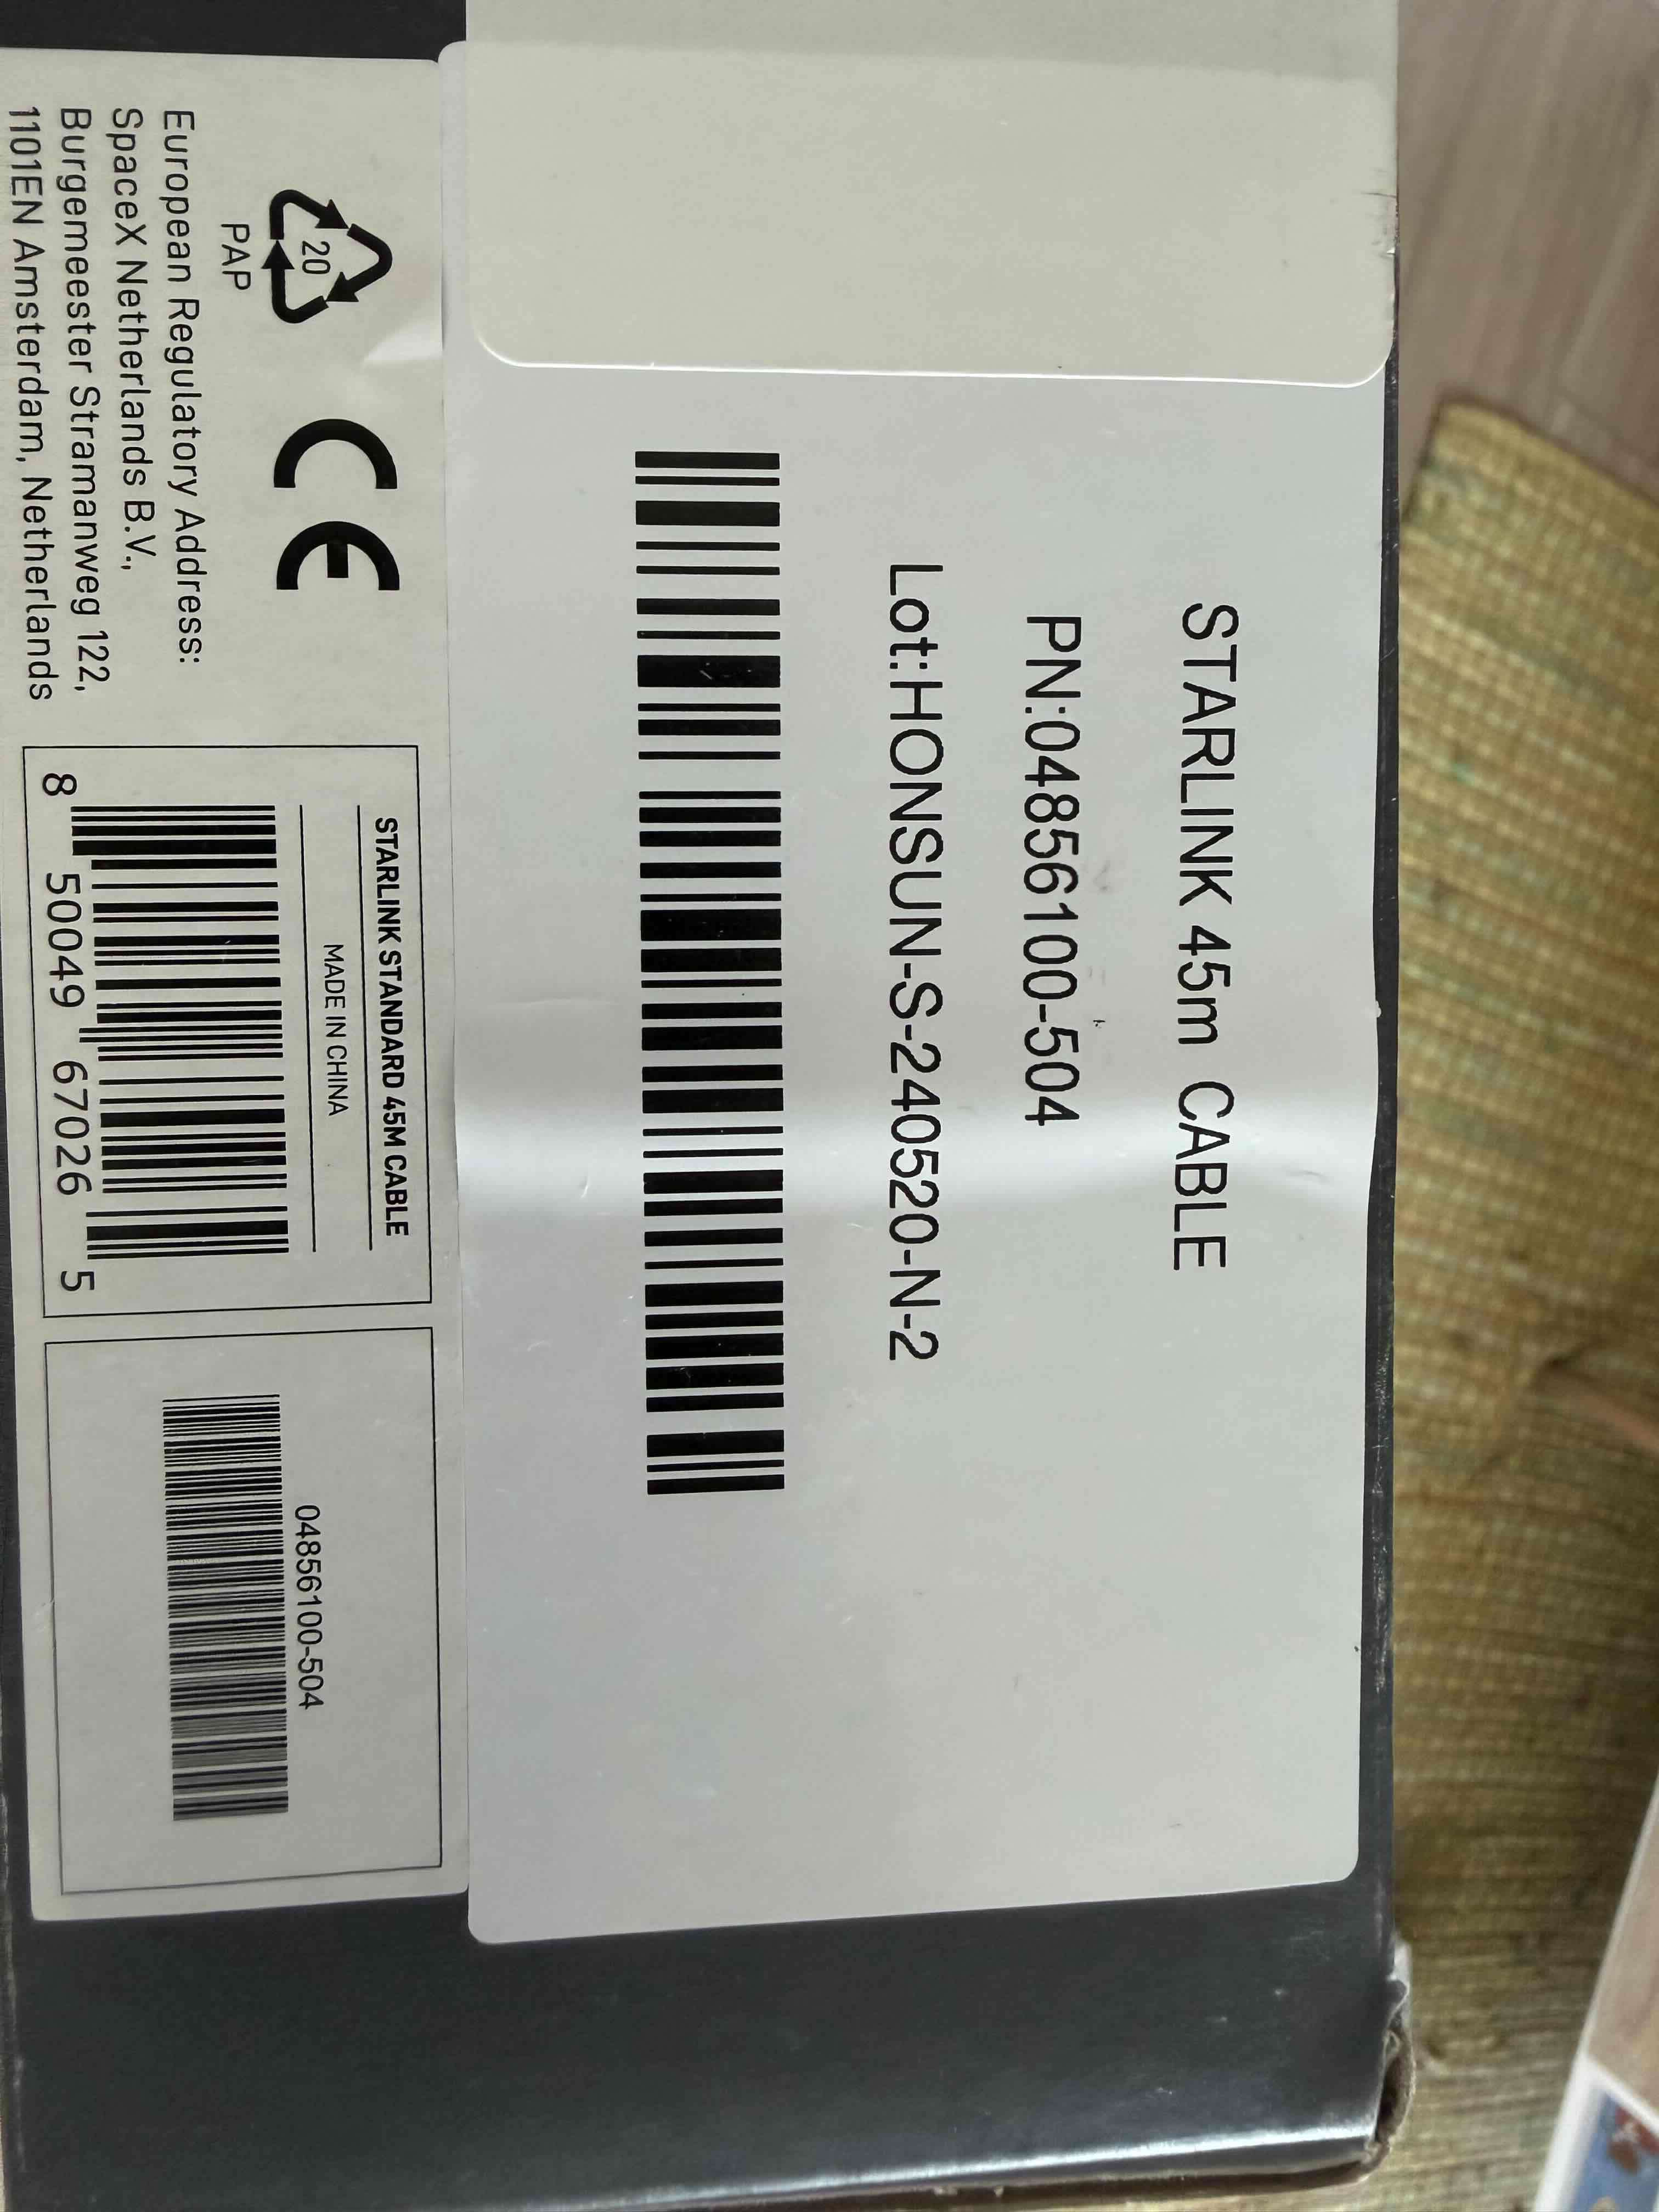 STARLINK 45m CABLE
PN:04856100-504
Lot:HONSUN-S-240520-N-2
20
PAP
CE
European Regulatory Address:
SpaceX Netherlands B.V.,
Burgemeester Stramanweg 122,
1101EN Amsterdam, Netherlands
STARLINK STANDARD 45M CABLE
MADE IN CHINA
8 50049 67026 5
04856100-504